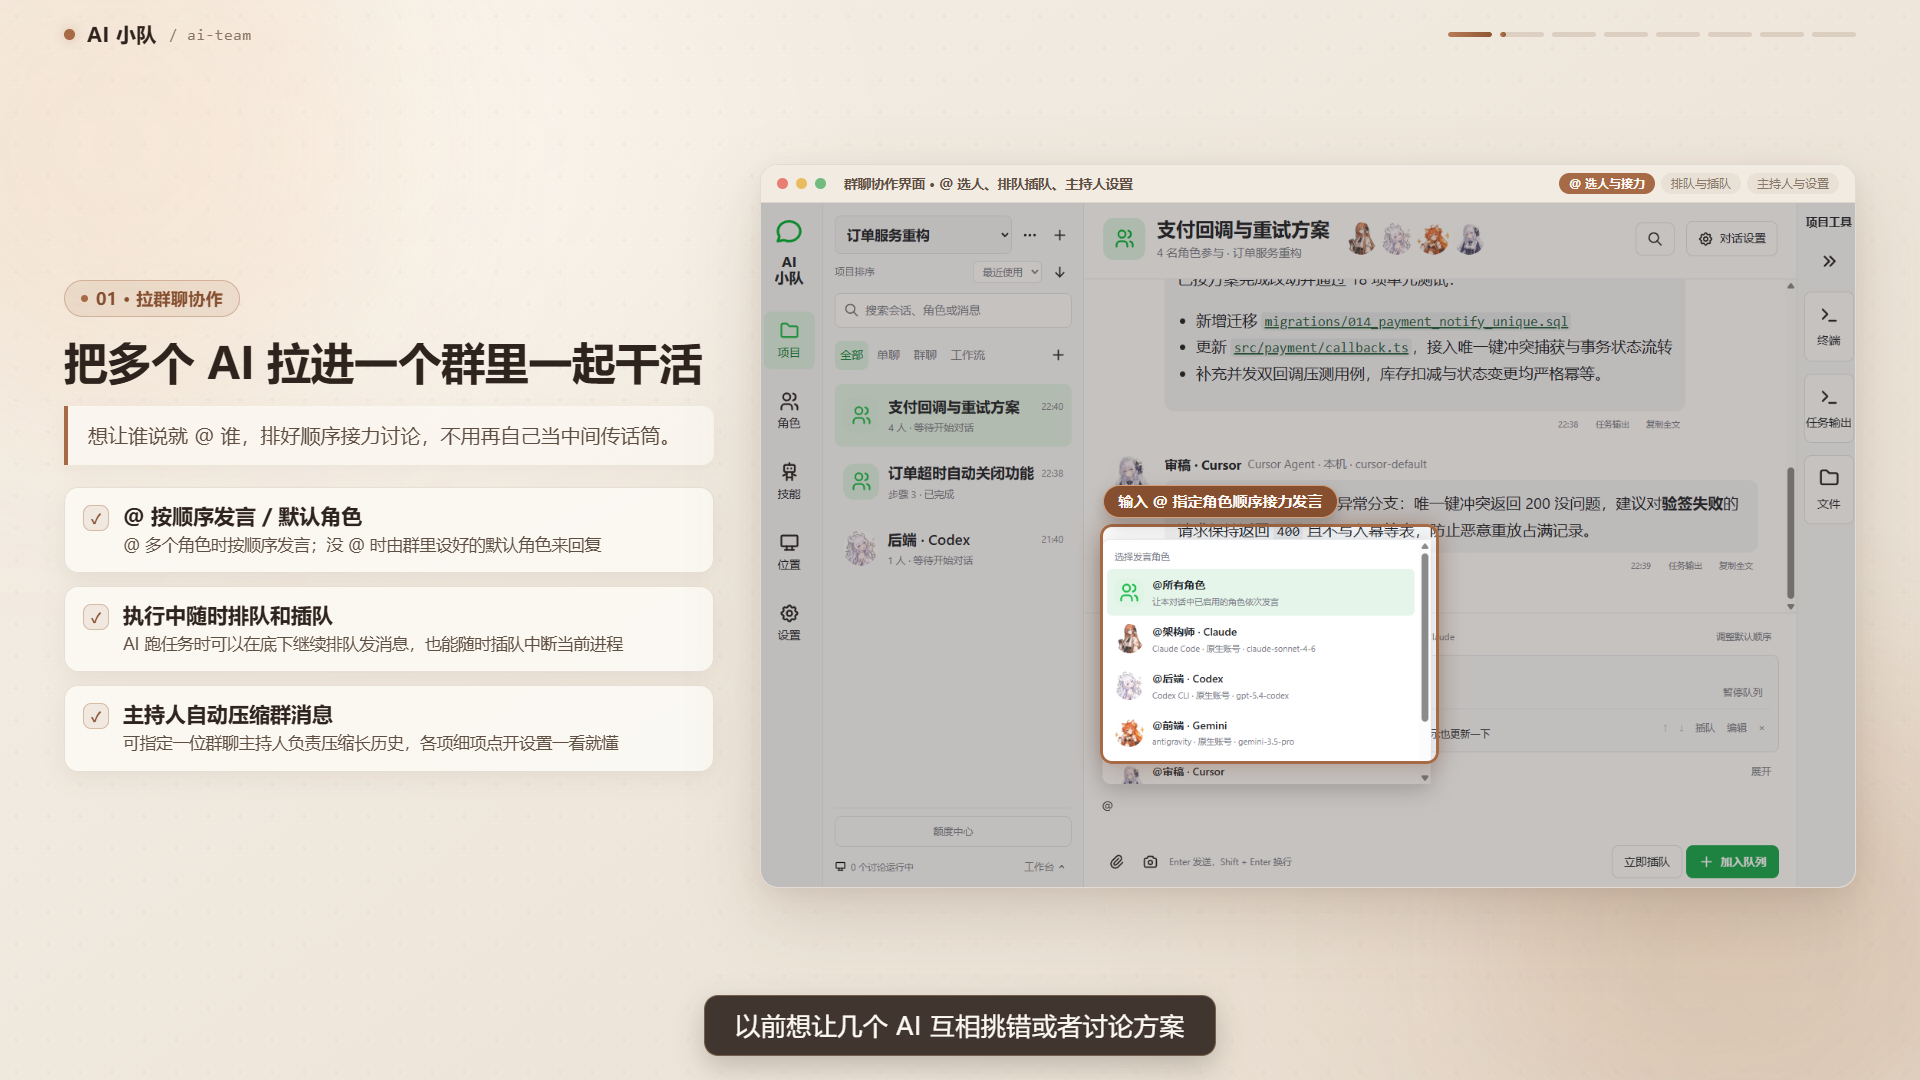 AI 小队 / ai-team
01 • 拉群聊协作
把多个 AI 拉进一个群里一起干活
想让谁说就 @ 谁，排好顺序接力讨论，不用再自己当中间传话筒。
@ 按顺序发言 / 默认角色
@ 多个角色时按顺序发言；没 @ 时由群里设好的默认角色来回复
执行中随时排队和插队
AI 跑任务时可以在底下继续排队发消息，也能随时插队中断当前进程
主持人自动压缩群消息
可指定一位群聊主持人负责压缩长历史，各项细项点开设置一看就懂
群聊协作界面 • @ 选人、排队插队、主持人设置
@ 选人与接力
排队与插队
主持人与设置
AI
小队
项目
角色
技能
位置
设置
订单服务重构
项目排序
最近使用
搜索会话、角色或消息
全部
单聊
群聊
工作流
支付回调与重试方案
22:40
4 人 · 等待开始对话
订单超时自动关闭功能
22:38
步骤 3 · 已完成
后端 · Codex
21:40
1 人 · 等待开始对话
额度中心
0 个讨论运行中
工作台
支付回调与重试方案
4 名角色参与 · 订单服务重构
对话设置
已按方案完成改动并通过 18 项单元测试：
• 新增迁移 migrations/014_payment_notify_unique.sql
• 更新 src/payment/callback.ts，接入唯一键冲突捕获与事务状态流转
• 补充并发双回调压测用例，库存扣减与状态变更均严格幂等。
22:38 任务输出 复制全文
审稿 · Cursor Cursor Agent · 本机 · cursor-default
输入 @ 指定角色顺序接力发言
异常分支：唯一键冲突返回 200 没问题，建议对验签失败的
请求保持返回 400 且不写入幂等表，防止恶意重放占满记录。
22:39 任务输出 复制全文
选择发言角色
@所有角色
让本对话中已启用的角色依次发言
@架构师 · Claude
Claude Code · 原生账号 · claude-sonnet-4-6
@后端 · Codex
Codex CLI · 原生账号 · gpt-5.4-codex
@前端 · Gemini
antigravity · 原生账号 · gemini-3.5-pro
@审稿 · Cursor
调整默认顺序
暂停队列
也更新一下
↑ ↓ 插队 编辑 ×
展开
@
Enter 发送，Shift + Enter 换行
立即插队
加入队列
项目工具
终端
任务输出
文件
以前想让几个 AI 互相挑错或者讨论方案